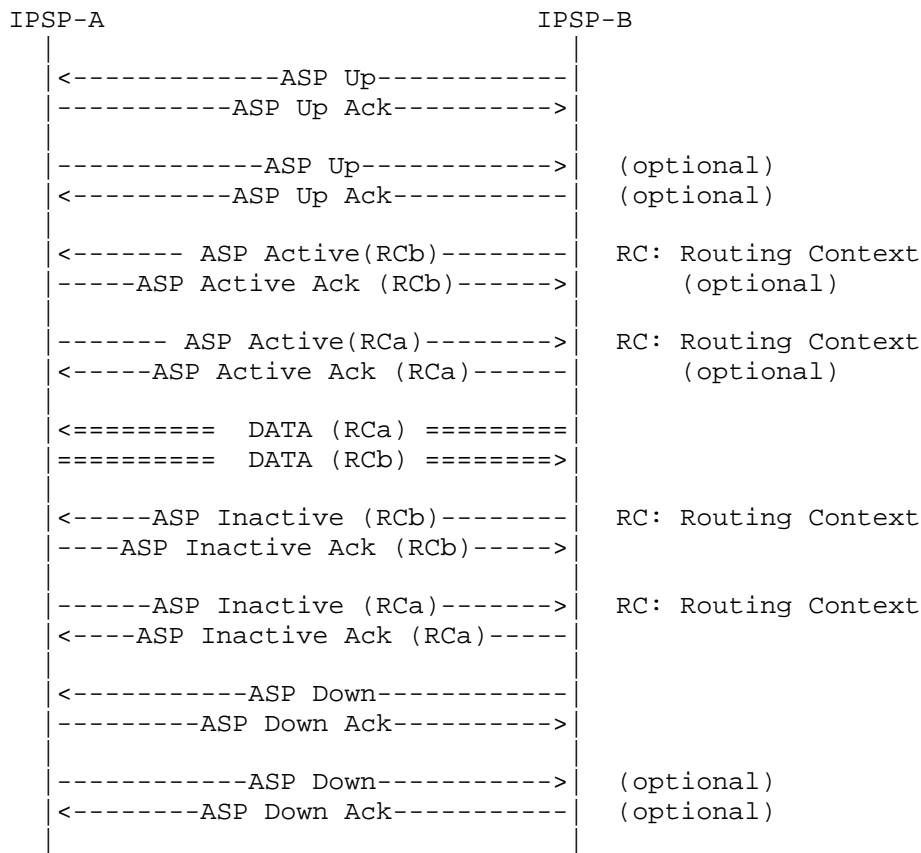 IPSP-A                                 IPSP-B
  |                                 |
  |<-------------ASP Up------------|
  |-----------ASP Up Ack---------->|
  |                                 |
  |-------------ASP Up------------>|  (optional)
  |<----------ASP Up Ack-----------|  (optional)
  |                                 |
  |<------- ASP Active(RCb)--------|  RC: Routing Context
  |-----ASP Active Ack (RCb)------>|      (optional)
  |                                 |
  |------- ASP Active(RCa)-------->|  RC: Routing Context
  |<-----ASP Active Ack (RCa)------|      (optional)
  |                                 |
  |<=========  DATA (RCa) =========|
  |==========  DATA (RCb) ========>|
  |                                 |
  |<-----ASP Inactive (RCb)--------|  RC: Routing Context
  |----ASP Inactive Ack (RCb)----->|
  |                                 |
  |------ASP Inactive (RCa)------->|  RC: Routing Context
  |<----ASP Inactive Ack (RCa)-----|
  |                                 |
  |<-----------ASP Down------------|
  |---------ASP Down Ack---------->|
  |                                 |
  |------------ASP Down----------->|  (optional)
  |<--------ASP Down Ack-----------|  (optional)
  |                                 |